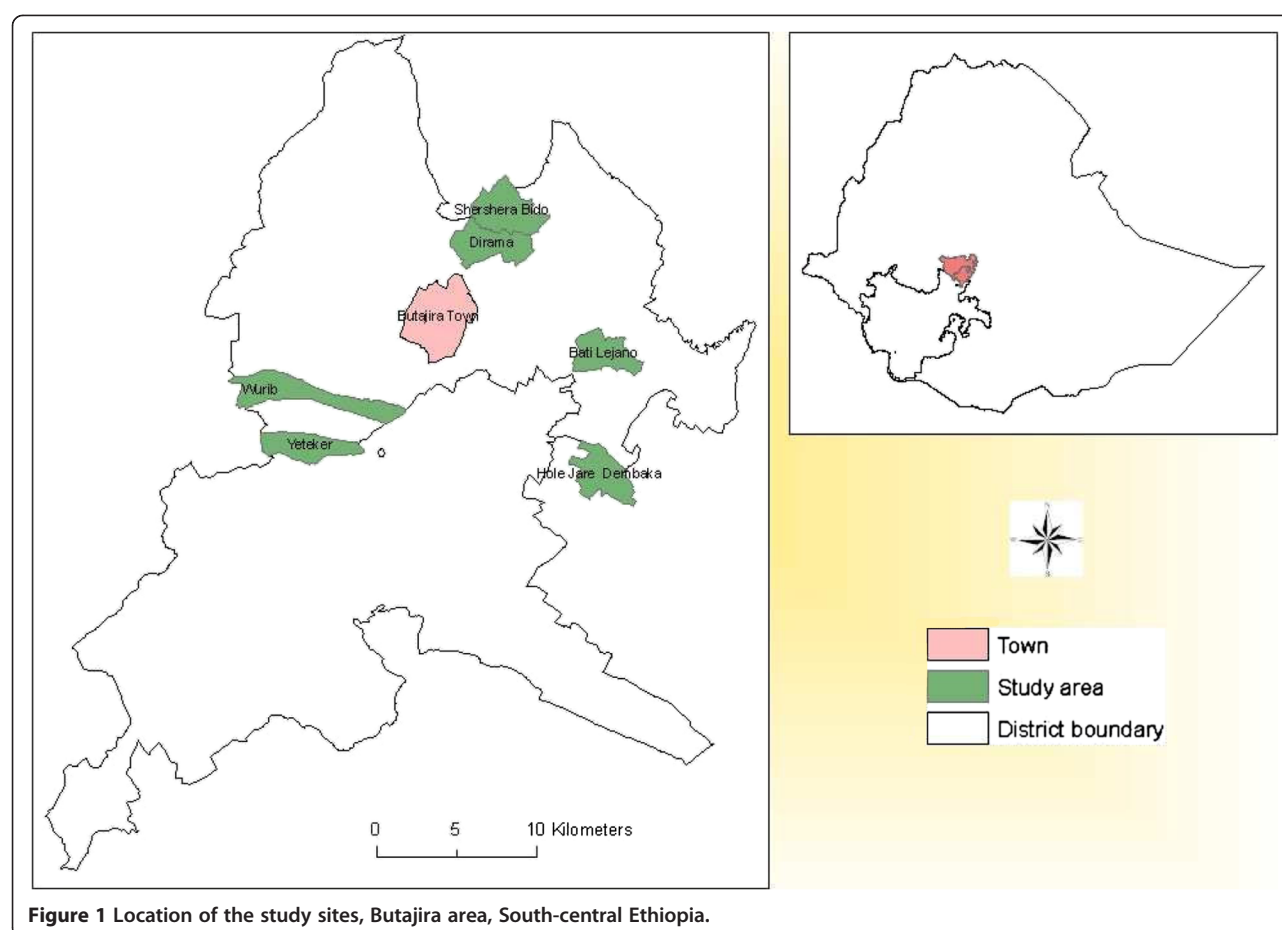 Shershera Bido
Dirama
Butajira Town
Bati Lejano
Wurib
Yeteker
Hole Jare Dembaka
0 5 10 Kilometers
Town
Study area
District boundary
Figure 1 Location of the study sites, Butajira area, South-central Ethiopia.